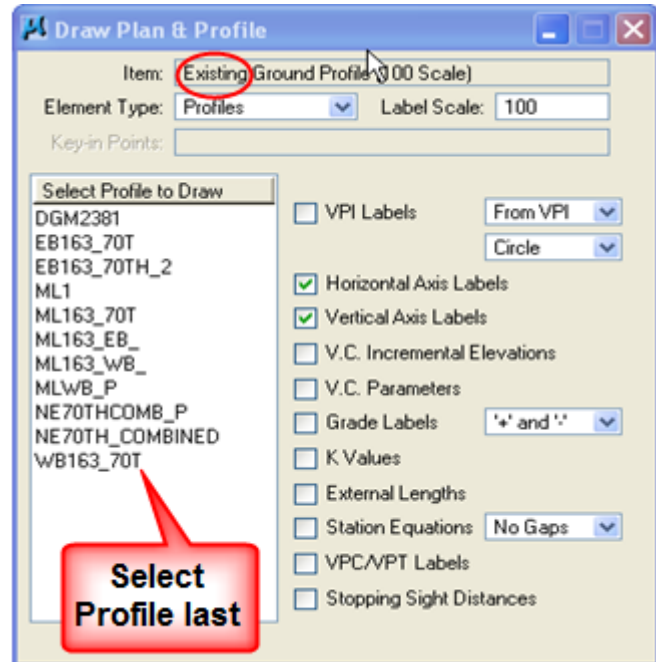 Draw Plan & Profile
Item: Existing Ground Profile (100 Scale)
Element Type: Profiles Label Scale: 100
Key-in Points:
Select Profile to Draw
DGM2381
EB163_70T
EB163_70TH_2
ML1
ML163_70T
ML163_EB_
ML163_WB_
MLWB_P
NE70THCOMB_P
NE70TH_COMBINED
WB163_70T
VPI Labels From VPI
Circle
Horizontal Axis Labels
Vertical Axis Labels
V.C. Incremental Elevations
V.C. Parameters
Grade Labels '+' and '-'
K Values
External Lengths
Station Equations No Gaps
VPC/VPT Labels
Stopping Sight Distances
Select
Profile last